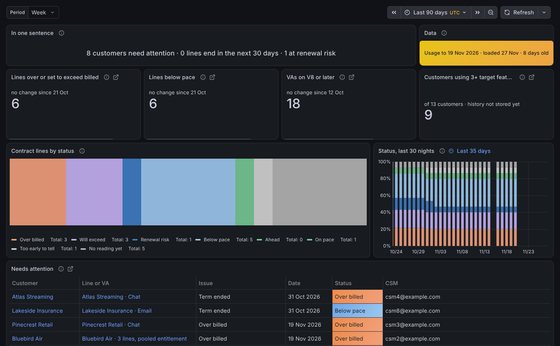 Period Week
Last 90 days UTC
Refresh
In one sentence
8 customers need attention · 0 lines end in the next 30 days · 1 at renewal risk
Data
Usage to 19 Nov 2026 · loaded 27 Nov · 8 days old
Lines over or set to exceed billed
no change since 21 Oct
6
Lines below pace
no change since 21 Oct
6
VAs on V8 or later
no change since 12 Oct
18
Customers using 3+ target feat...
of 13 customers · history not stored yet
9
Contract lines by status
Over billed Total: 3
Will exceed Total: 3
Renewal risk Total: 1
Below pace Total: 5
Ahead Total: 0
On pace Total: 1
Too early to tell Total: 1
No reading yet Total: 5
Status, last 30 nights
Last 35 days
100%
80%
60%
40%
20%
0%
10/24 10/29 11/03 11/08 11/13 11/18 11/23
Needs attention
Customer Line or VA Issue Date Status CSM
Atlas Streaming Atlas Streaming · Chat Term ended 31 Oct 2026 Over billed csm4@example.com
Lakeside Insurance Lakeside Insurance · Email Term ended 31 Oct 2026 Below pace csm8@example.com
Pinecrest Retail Pinecrest Retail · Chat Over billed 19 Nov 2026 Over billed csm3@example.com
Bluebird Air Bluebird Air · 3 lines, pooled entitlement Over billed 19 Nov 2026 Over billed csm2@example.com